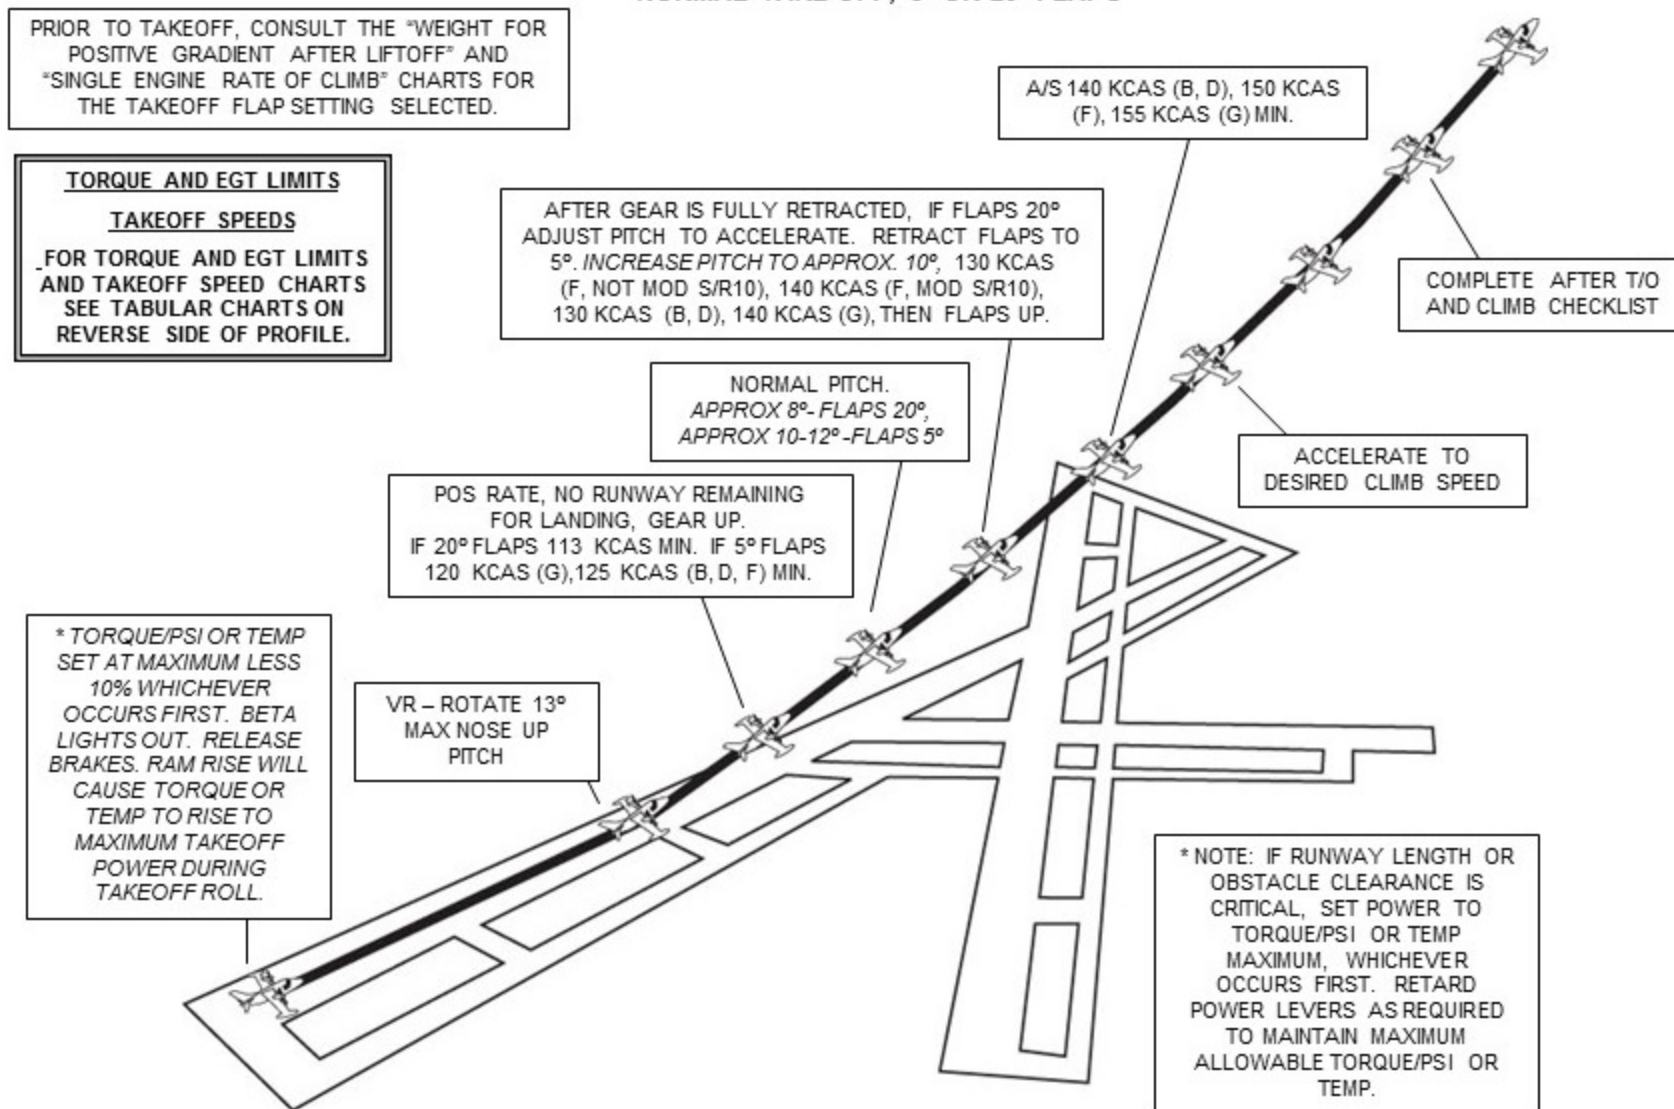 PRIOR TO TAKEOFF, CONSULT THE "WEIGHT FOR
POSITIVE GRADIENT AFTER LIFTOFF" AND
"SINGLE ENGINE RATE OF CLIMB" CHARTS FOR
THE TAKEOFF FLAP SETTING SELECTED.
TORQUE AND EGT LIMITS
TAKEOFF SPEEDS
FOR TORQUE AND EGT LIMITS
AND TAKEOFF SPEED CHARTS
SEE TABULAR CHARTS ON
REVERSE SIDE OF PROFILE.
A/S 140 KCAS (B, D), 150 KCAS
(F), 155 KCAS (G) MIN.
AFTER GEAR IS FULLY RETRACTED, IF FLAPS 20º
ADJUST PITCH TO ACCELERATE. RETRACT FLAPS TO
5º. INCREASE PITCH TO APPROX. 10º, 130 KCAS
(F, NOT MOD S/R10), 140 KCAS (F, MOD S/R10),
130 KCAS (B, D), 140 KCAS (G), THEN FLAPS UP.
COMPLETE AFTER T/O
AND CLIMB CHECKLIST
NORMAL PITCH.
APPROX 8º- FLAPS 20º,
APPROX 10-12º -FLAPS 5º
ACCELERATE TO
DESIRED CLIMB SPEED
POS RATE, NO RUNWAY REMAINING
FOR LANDING, GEAR UP.
IF 20º FLAPS 113 KCAS MIN. IF 5º FLAPS
120 KCAS (G),125 KCAS (B, D, F) MIN.
* TORQUE/PSI OR TEMP
SET AT MAXIMUM LESS
10% WHICHEVER
OCCURS FIRST. BETA
LIGHTS OUT. RELEASE
BRAKES. RAM RISE WILL
CAUSE TORQUE OR
TEMP TO RISE TO
MAXIMUM TAKEOFF
POWER DURING
TAKEOFF ROLL.
VR – ROTATE 13º
MAX NOSE UP
PITCH
* NOTE: IF RUNWAY LENGTH OR
OBSTACLE CLEARANCE IS
CRITICAL, SET POWER TO
TORQUE/PSI OR TEMP
MAXIMUM, WHICHEVER
OCCURS FIRST. RETARD
POWER LEVERS AS REQUIRED
TO MAINTAIN MAXIMUM
ALLOWABLE TORQUE/PSI OR
TEMP.